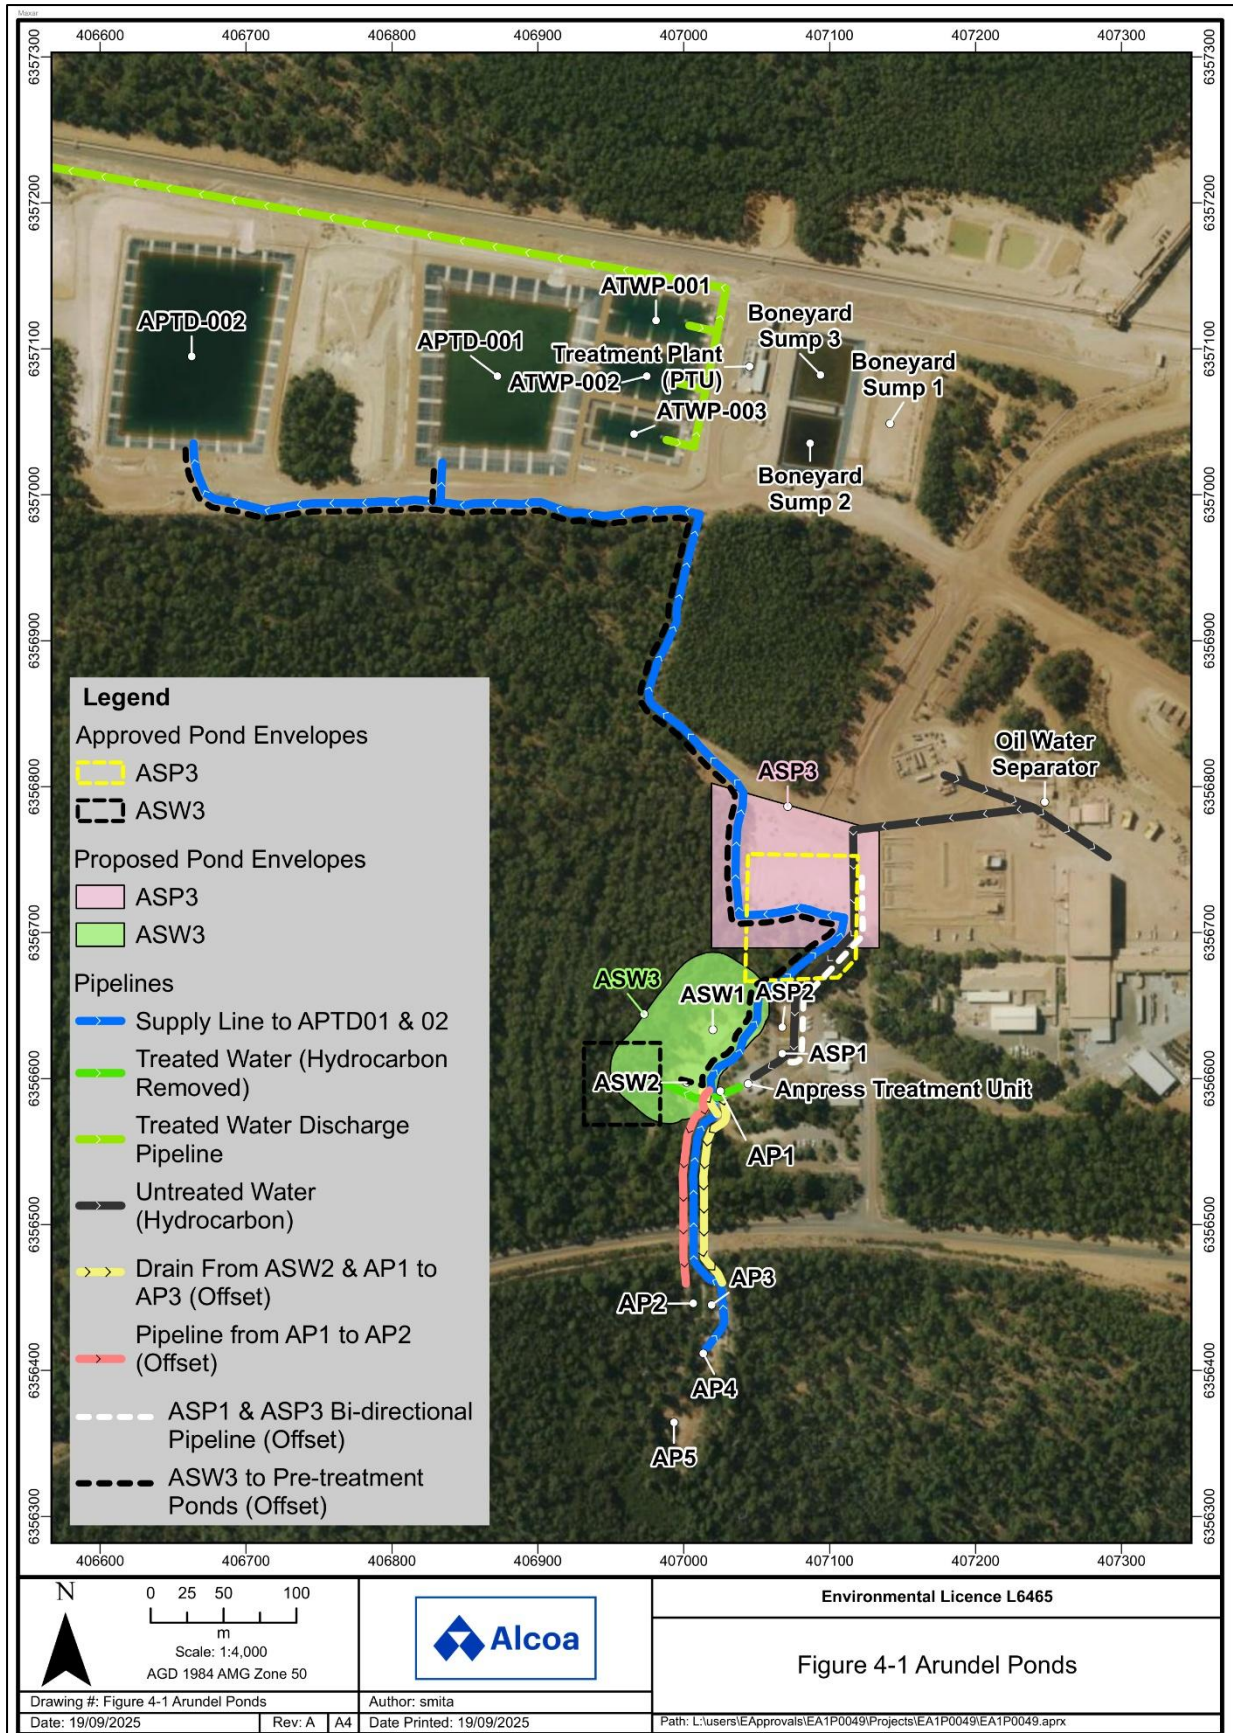 Maxar
406600 406700 406800 406900 407000 407100 407200 407300
6357300 6357300
6357200 6357200
6357100 6357100
6357000 6357000
6356900 6356900
6356800 6356800
6356700 6356700
6356600 6356600
6356500 6356500
6356400 6356400
6356300 6356300
ATWP-001
APTD-002
APTD-001
Treatment Plant
(PTU)
ATWP-002
ATWP-003
Boneyard
Sump 3
Boneyard
Sump 1
Boneyard
Sump 2
Oil Water
Separator
ASP3
ASW3
ASW1
ASP2
ASP1
ASW2
Anpress Treatment Unit
AP1
AP3
AP2
AP4
AP5
Legend
Approved Pond Envelopes
ASP3
ASW3
Proposed Pond Envelopes
ASP3
ASW3
Pipelines
Supply Line to APTD01 & 02
Treated Water (Hydrocarbon
Removed)
Treated Water Discharge
Pipeline
Untreated Water
(Hydrocarbon)
Drain From ASW2 & AP1 to
AP3 (Offset)
Pipeline from AP1 to AP2
(Offset)
ASP1 & ASP3 Bi-directional
Pipeline (Offset)
ASW3 to Pre-treatment
Ponds (Offset)
406600 406700 406800 406900 407000 407100 407200 407300
N
0 25 50 100
m
Scale: 1:4,000
AGD 1984 AMG Zone 50
Alcoa
Environmental Licence L6465
Figure 4-1 Arundel Ponds
Drawing #: Figure 4-1 Arundel Ponds
Author: smita
Date: 19/09/2025
Rev: A
A4
Date Printed: 19/09/2025
Path: L:\users\EApprovals\EA1P0049\Projects\EA1P0049\EA1P0049.aprx